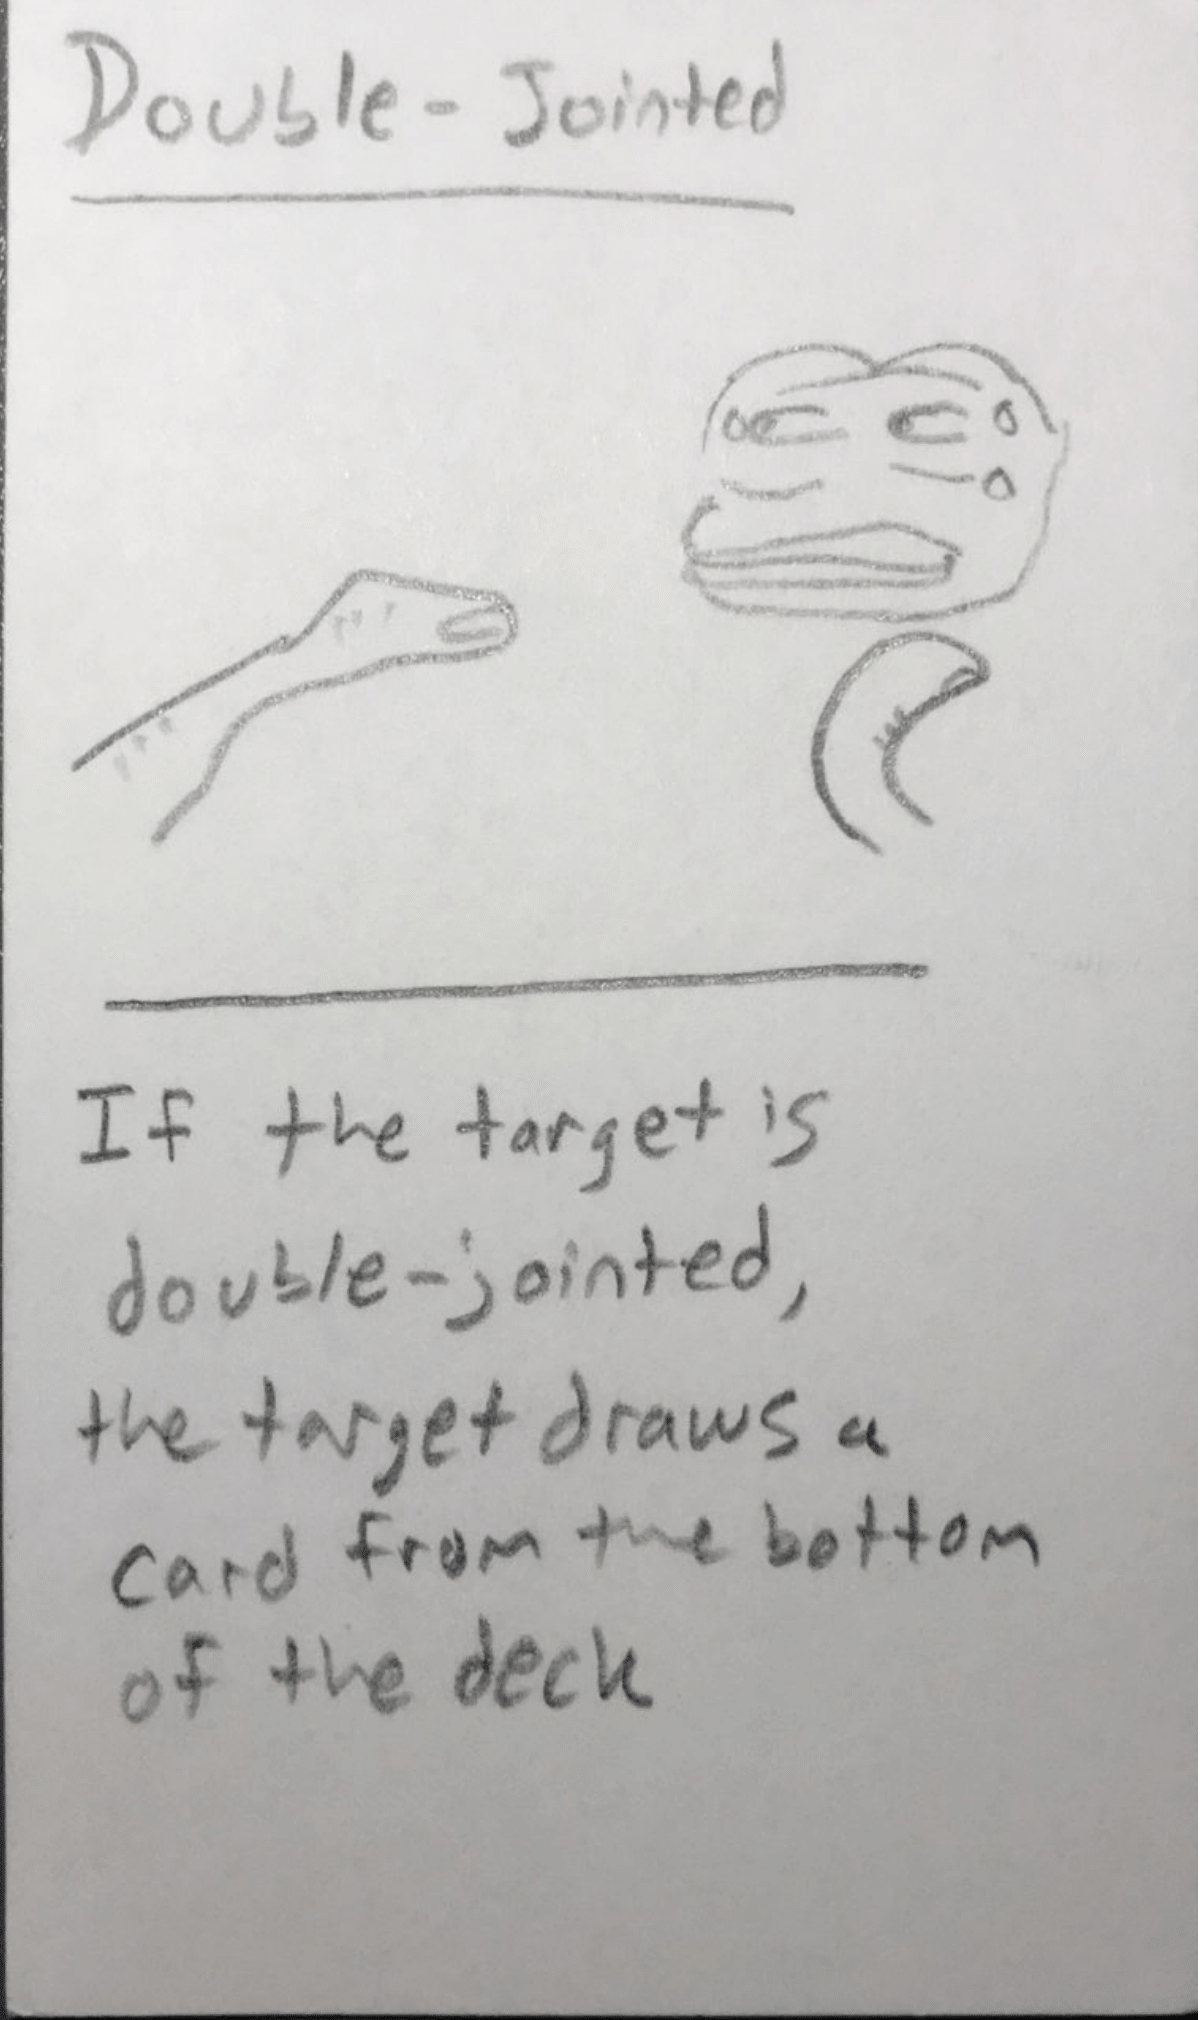 Double-Jointed
If the target is
double-jointed,
the target draws a
card from the bottom
of the deck